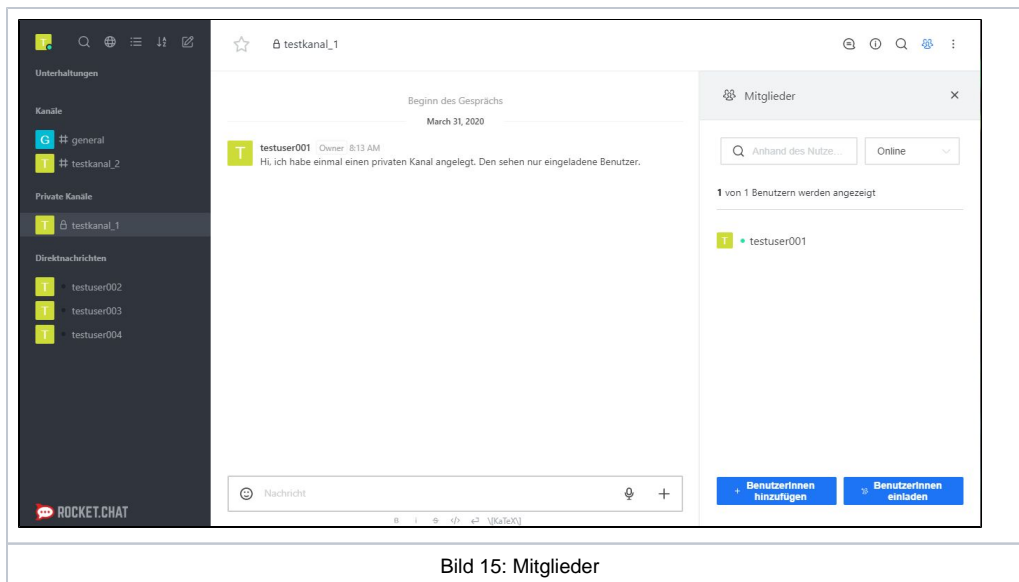 T
testkanal_1
Unterhaltungen
Kanäle
G # general
T # testkanal_2
Private Kanäle
T testkanal_1
Direktnachrichten
T testuser002
T testuser003
T testuser004
ROCKET.CHAT
Beginn des Gesprächs
March 31, 2020
T
testuser001 Owner 8:13 AM
Hi, ich habe einmal einen privaten Kanal angelegt. Den sehen nur eingeladene Benutzer.
Nachricht
B i S </> \[KaTeX\]
Mitglieder
Anhand des Nutze... Online
1 von 1 Benutzern werden angezeigt
T testuser001
+ BenutzerInnen
hinzufügen
BenutzerInnen
einladen
Bild 15: Mitglieder